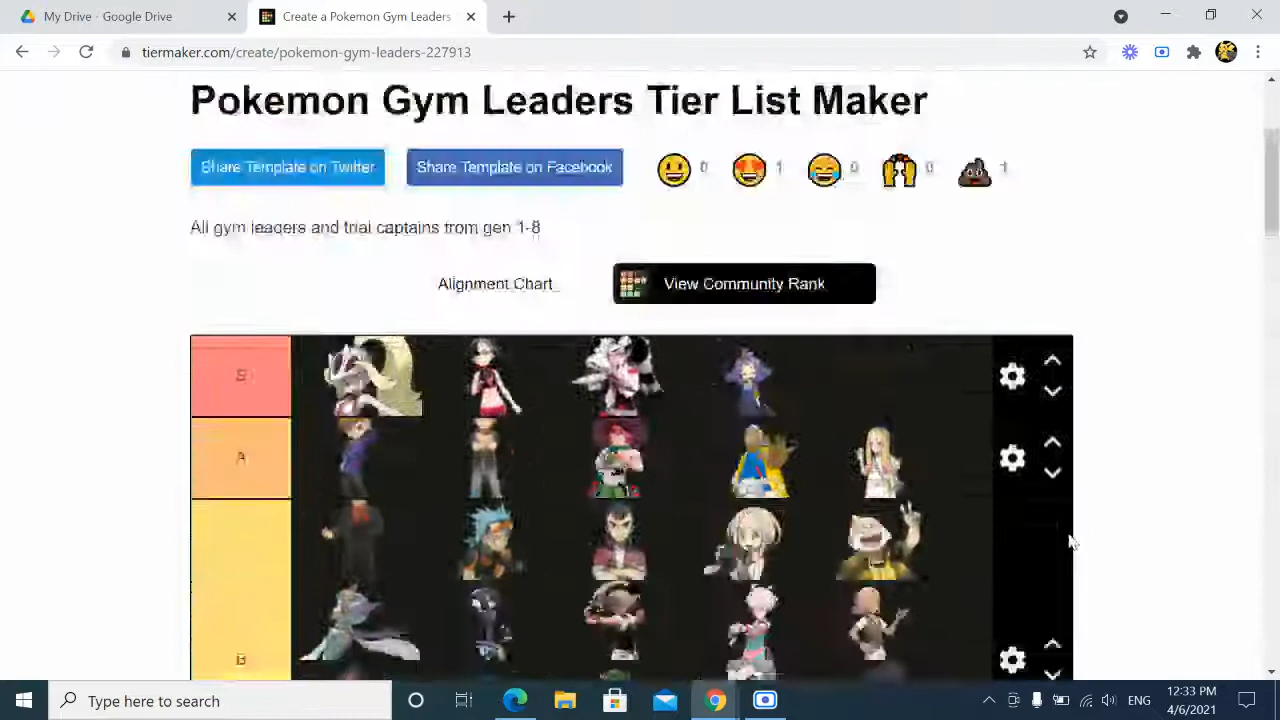 My Drive - Google Drive
Create a Pokemon Gym Leaders
tiermaker.com/create/pokemon-gym-leaders-227913
Pokemon Gym Leaders Tier List Maker
Share Template on Twitter
Share Template on Facebook
0
1
0
0
1
All gym leaders and trial captains from gen 1-8
Alignment Chart
View Community Rank
S
A
B
Type here to search
ENG
12:33 PM
4/6/2021